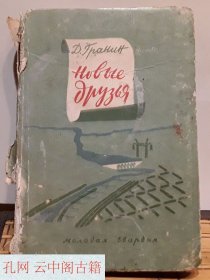 Д. Гранин
Новые
друзья
молодая гвардия
孔网 云中阁古籍